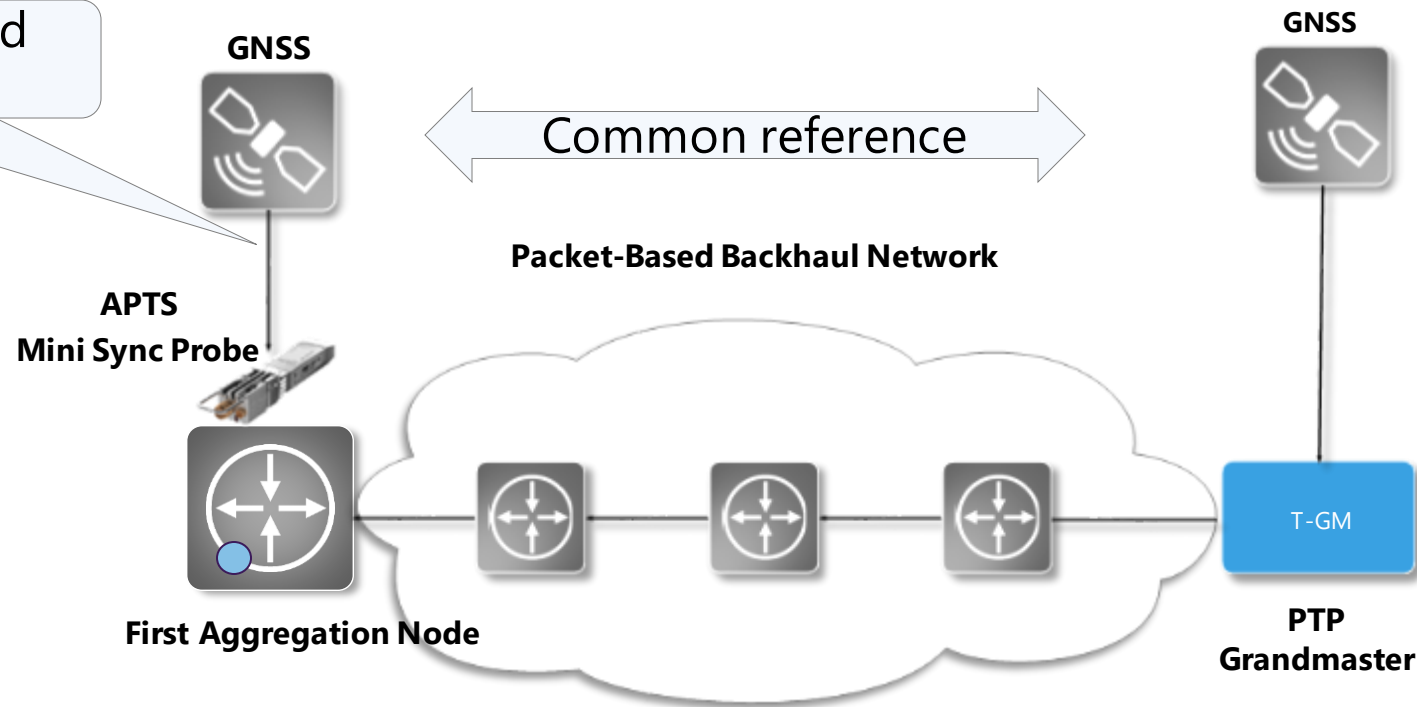 GNSS
GNSS
Common reference
Packet-Based Backhaul Network
APTS
Mini Sync Probe
T-GM
First Aggregation Node
PTP
Grandmaster